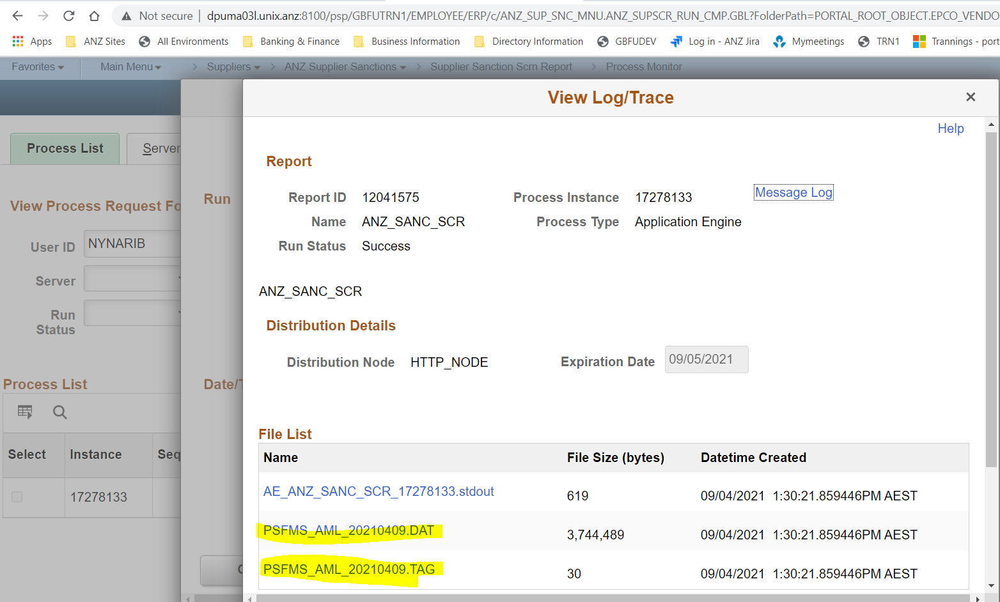 Not secure | dpuma03l.unix.anz:8100/psp/GBFUTRN1/EMPLOYEE/ERP/c/ANZ_SUP_SNC_MNU.ANZ_SUPSCR_RUN_CMP.GBL?FolderPath=PORTAL_ROOT_OBJECT.EPCO_VENDO
Apps ANZ Sites All Environments Banking & Finance Business Information Directory Information GBFUDEV Log in - ANZ Jira Mymeetings TRN1 Trannings - port
Favorites Main Menu > Suppliers > ANZ Supplier Sanctions > Supplier Sanction Scrn Report > Process Monitor
View Log/Trace
Help
Process List Server
Report
View Process Request Fo
Run
Report ID 12041575 Process Instance 17278133 Message Log
Name ANZ_SANC_SCR Process Type Application Engine
Run Status Success
User ID NYNARIB
Server
Run Status
ANZ_SANC_SCR
Distribution Details
Distribution Node HTTP_NODE Expiration Date 09/05/2021
Process List
Date/T
File List
Select Instance Seq
Name File Size (bytes) Datetime Created
17278133
AE_ANZ_SANC_SCR_17278133.stdout 619 09/04/2021 1:30:21.859446PM AEST
PSFMS_AML_20210409.DAT 3,744,489 09/04/2021 1:30:21.859446PM AEST
PSFMS_AML_20210409.TAG 30 09/04/2021 1:30:21.859446PM AEST